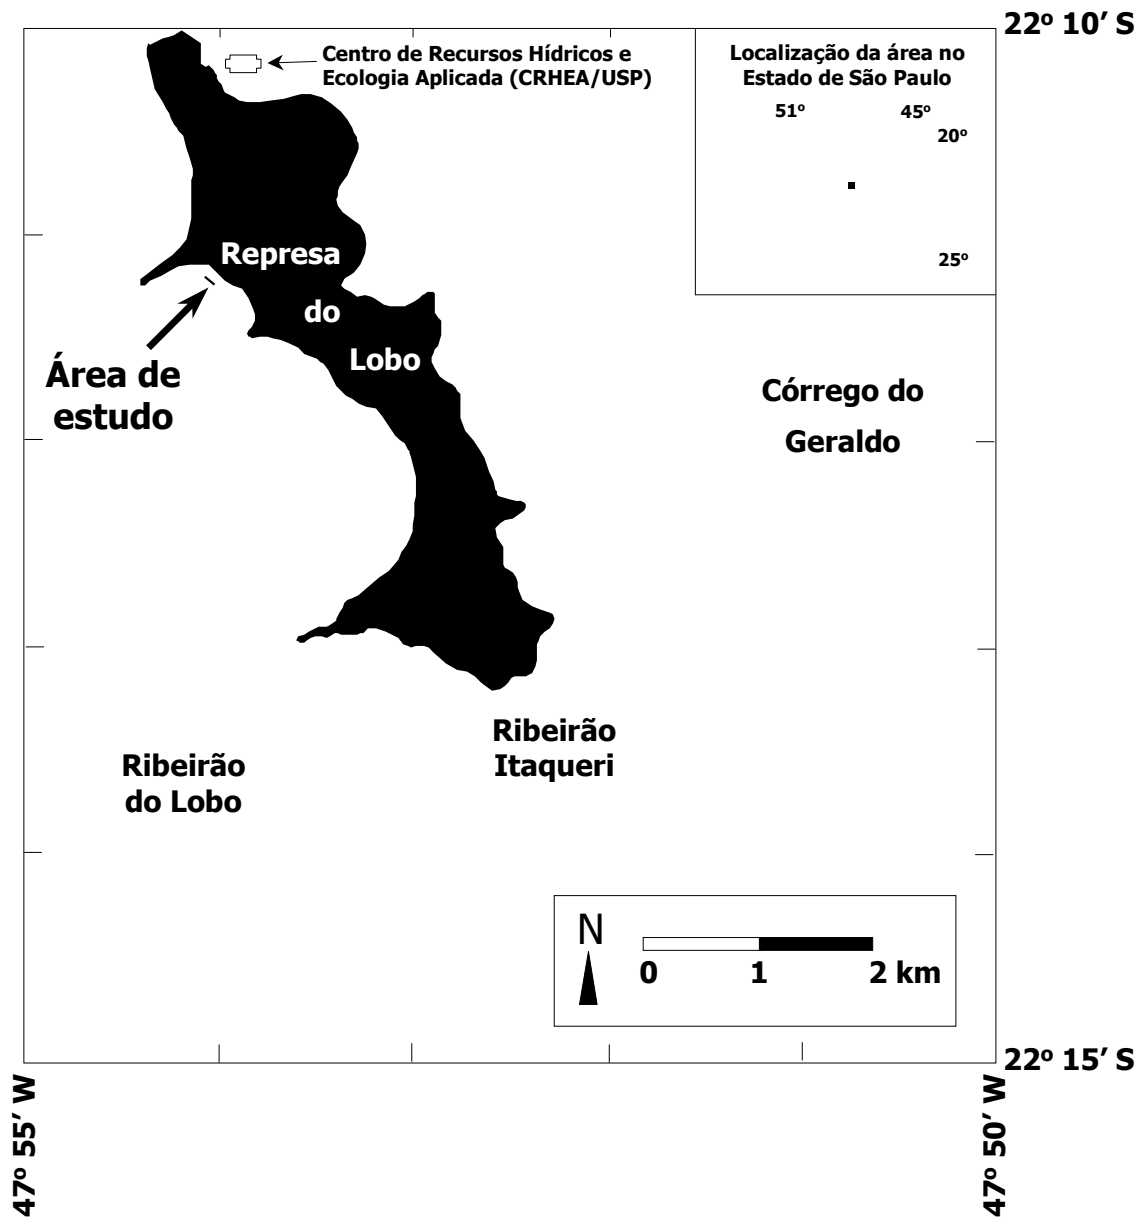 22º 10′ S
Centro de Recursos Hídricos e
Ecologia Aplicada (CRHEA/USP)
Localização da área no
Estado de São Paulo
51º 45º
20º
25º
Represa
do
Lobo
Área de
estudo
Córrego do
Geraldo
Ribeirão
Itaqueri
Ribeirão
do Lobo
N
0 1 2 km
22º 15′ S
47º 55′ W
47º 50′ W